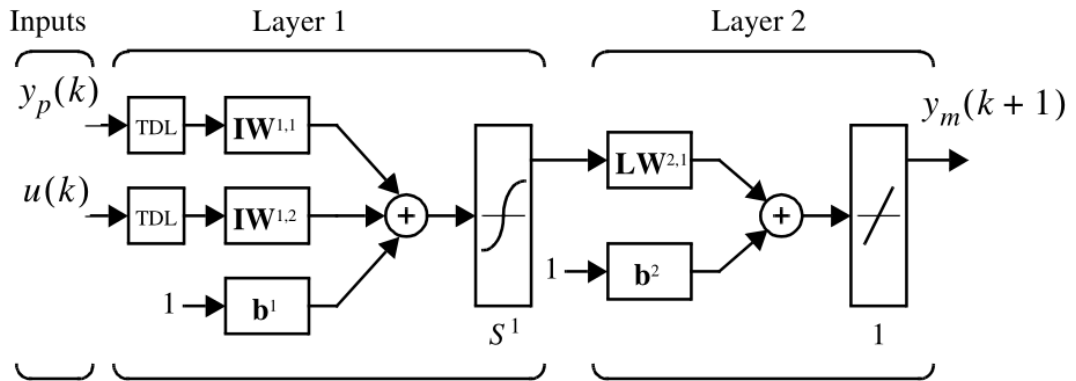 Inputs Layer 1 Layer 2
y_p(k) TDL IW^{1,1} LW^{2,1} y_m(k + 1)
u(k) TDL IW^{1,2}
1 b^1 1 b^2
S^1 1